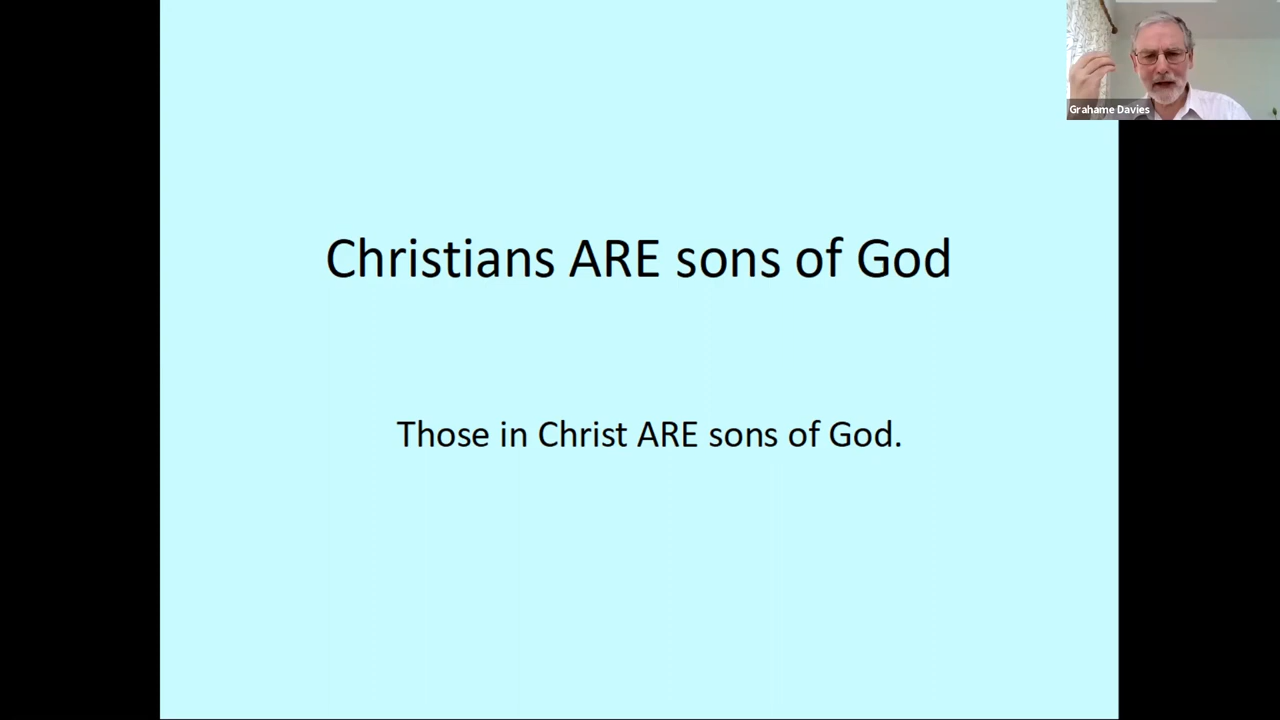 Grahame Davies
Christians ARE sons of God
Those in Christ ARE sons of God.